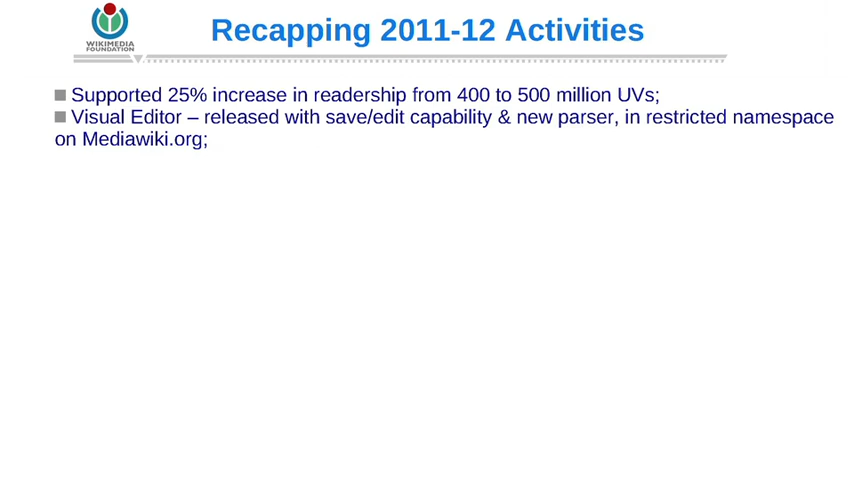 WIKIMEDIA
FOUNDATION
Recapping 2011-12 Activities
Supported 25% increase in readership from 400 to 500 million UVs;
Visual Editor – released with save/edit capability & new parser, in restricted namespace
on Mediawiki.org;